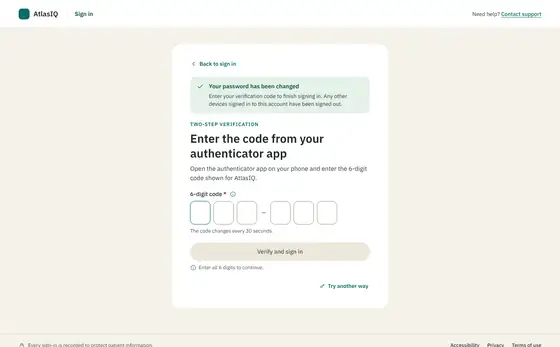 AtlasIQ
Sign in
Need help? Contact support
Back to sign in
Your password has been changed
Enter your verification code to finish signing in. Any other
devices signed in to this account have been signed out.
TWO-STEP VERIFICATION
Enter the code from your
authenticator app
Open the authenticator app on your phone and enter the 6-digit
code shown for AtlasIQ.
6-digit code *
–
The code changes every 30 seconds
Verify and sign in
Enter all 6 digits to continue.
Try another way
Every sign-in is recorded to protect patient information.
Accessibility Privacy Terms of use